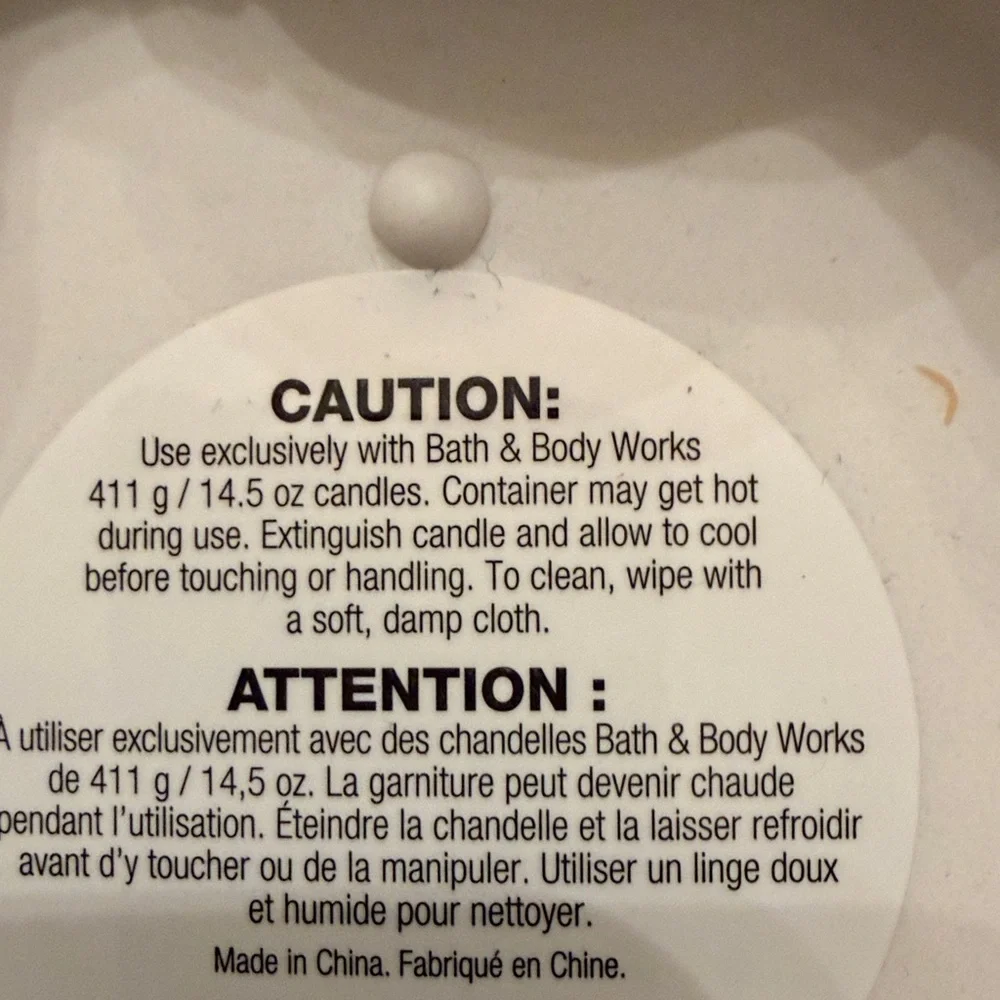 CAUTION:
Use exclusively with Bath & Body Works
411 g / 14.5 oz candles. Container may get hot
during use. Extinguish candle and allow to cool
before touching or handling. To clean, wipe with
a soft, damp cloth.
ATTENTION :
À utiliser exclusivement avec des chandelles Bath & Body Works
de 411 g / 14,5 oz. La garniture peut devenir chaude
pendant l'utilisation. Éteindre la chandelle et la laisser refroidir
avant d'y toucher ou de la manipuler. Utiliser un linge doux
et humide pour nettoyer.
Made in China. Fabriqué en Chine.